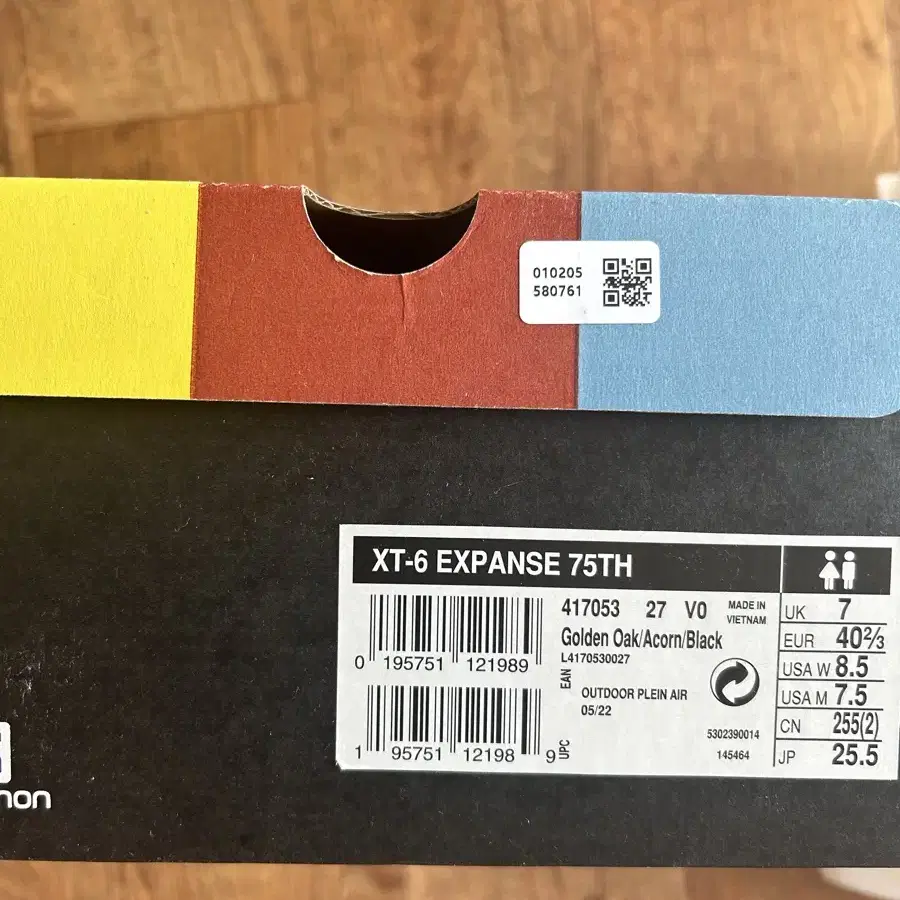 010205
580761
XT-6 EXPANSE 75TH
417053 27 V0
MADE IN
VIETNAM
Golden Oak/Acorn/Black
L4170530027
0 195751 121989
EAN
OUTDOOR PLEIN AIR
05/22
1 95751 12198 9
UPC
5302390014
145464
UK 7
EUR 40⅔
USA W 8.5
USA M 7.5
CN 255(2)
JP 25.5